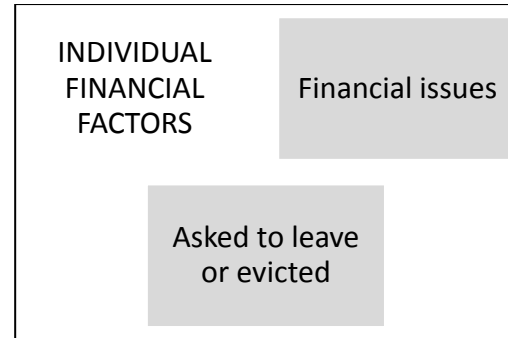 INDIVIDUAL
FINANCIAL
FACTORS
Financial issues
Asked to leave
or evicted